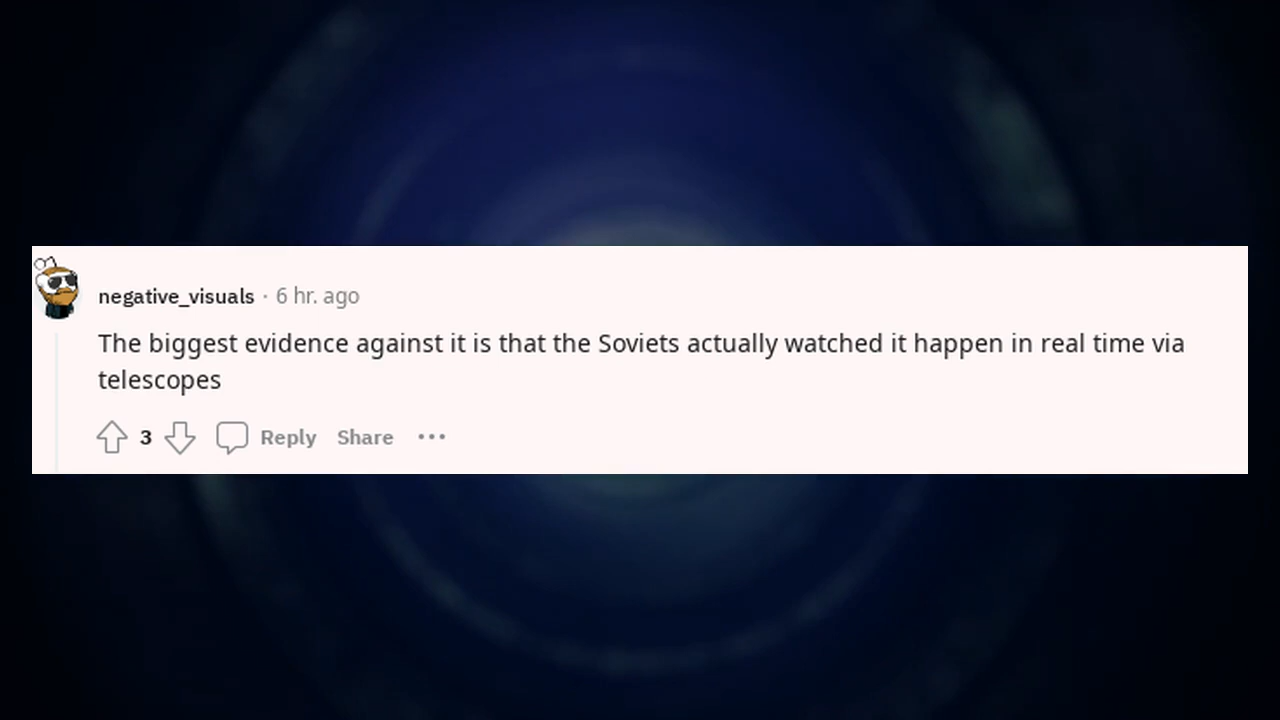 negative_visuals · 6 hr. ago
The biggest evidence against it is that the Soviets actually watched it happen in real time via
telescopes
3 Reply Share ···